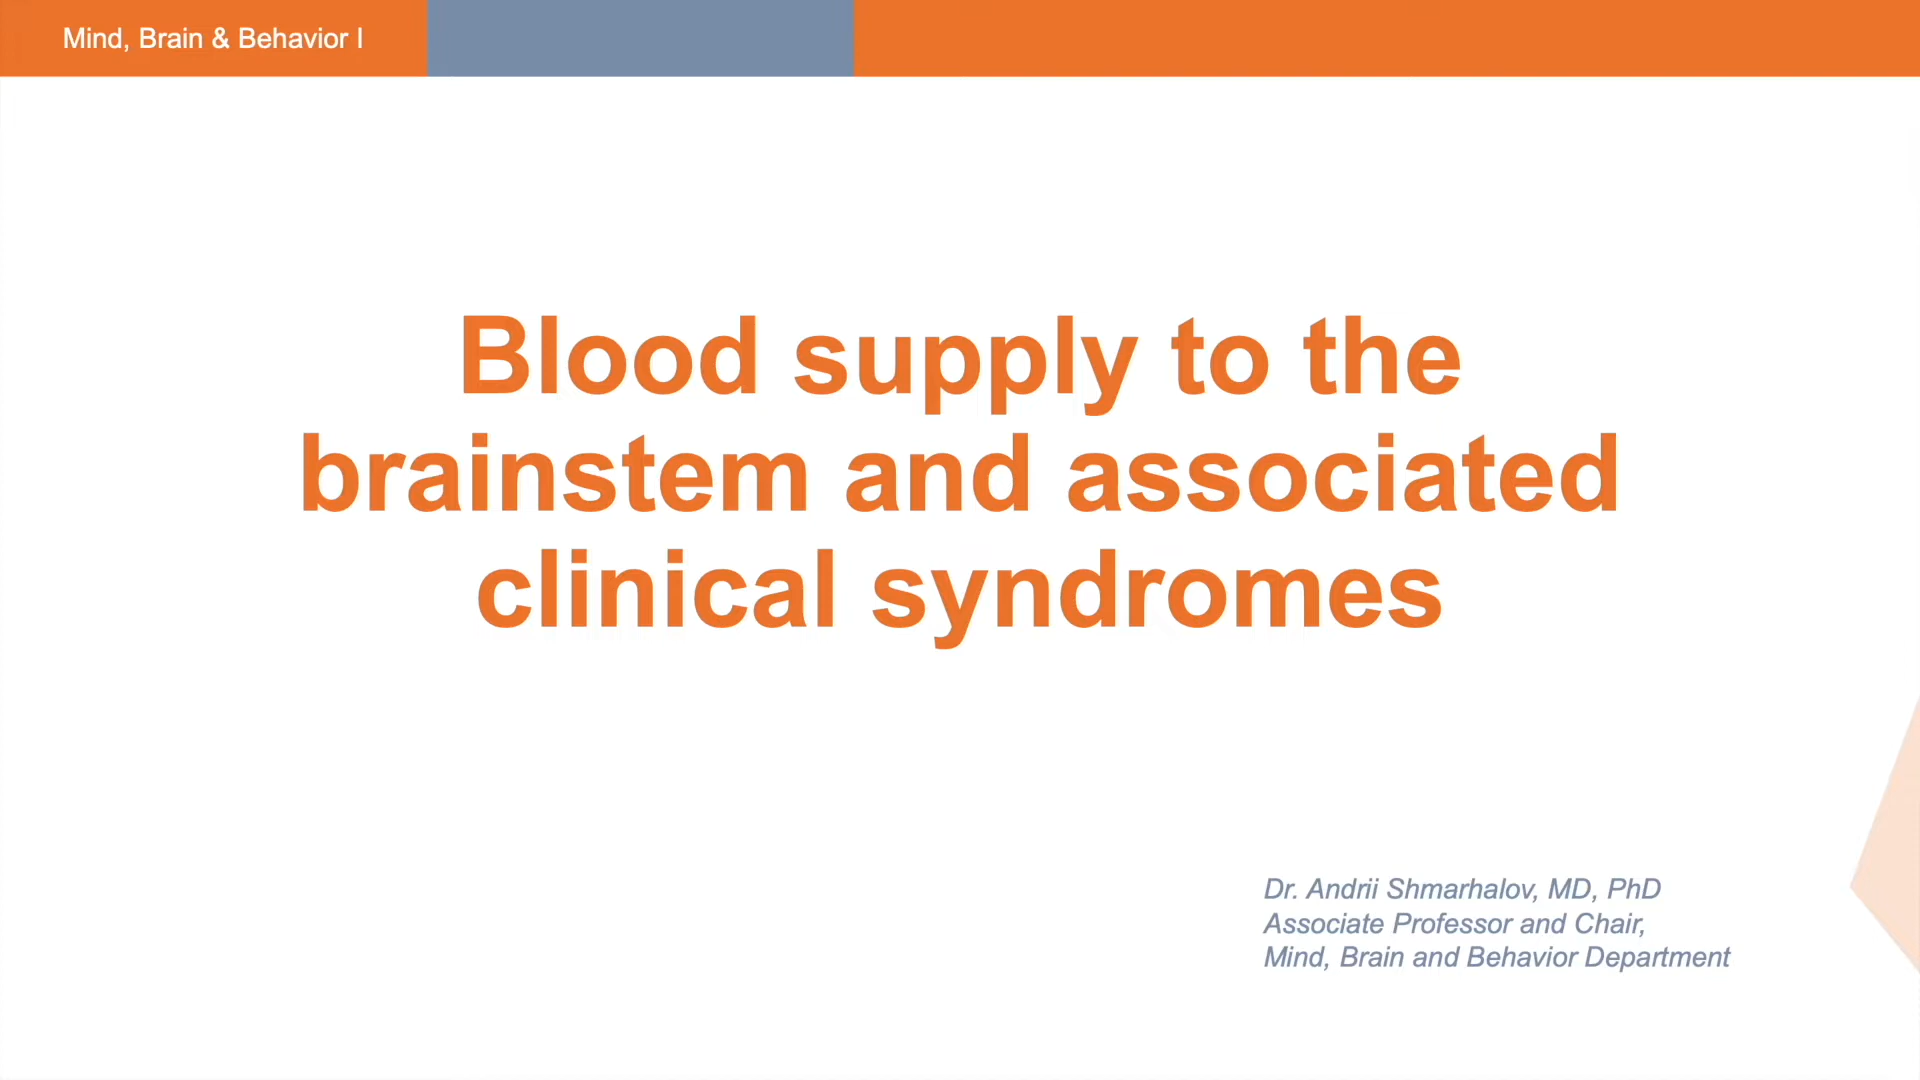 Mind, Brain & Behavior I
Blood supply to the
brainstem and associated
clinical syndromes
Dr. Andrii Shmarhalov, MD, PhD
Associate Professor and Chair,
Mind, Brain and Behavior Department